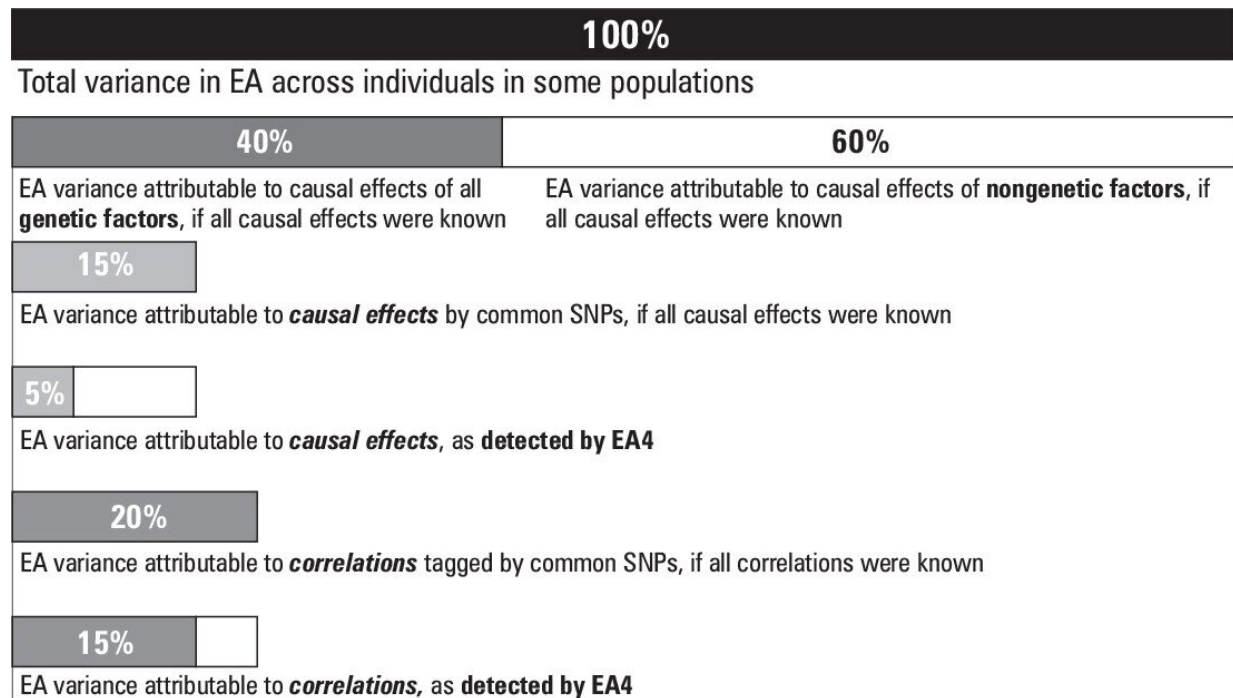 100%
Total variance in EA across individuals in some populations
40%
60%
EA variance attributable to causal effects of all
genetic factors, if all causal effects were known
EA variance attributable to causal effects of nongenetic factors, if
all causal effects were known
15%
EA variance attributable to causal effects by common SNPs, if all causal effects were known
5%
EA variance attributable to causal effects, as detected by EA4
20%
EA variance attributable to correlations tagged by common SNPs, if all correlations were known
15%
EA variance attributable to correlations, as detected by EA4